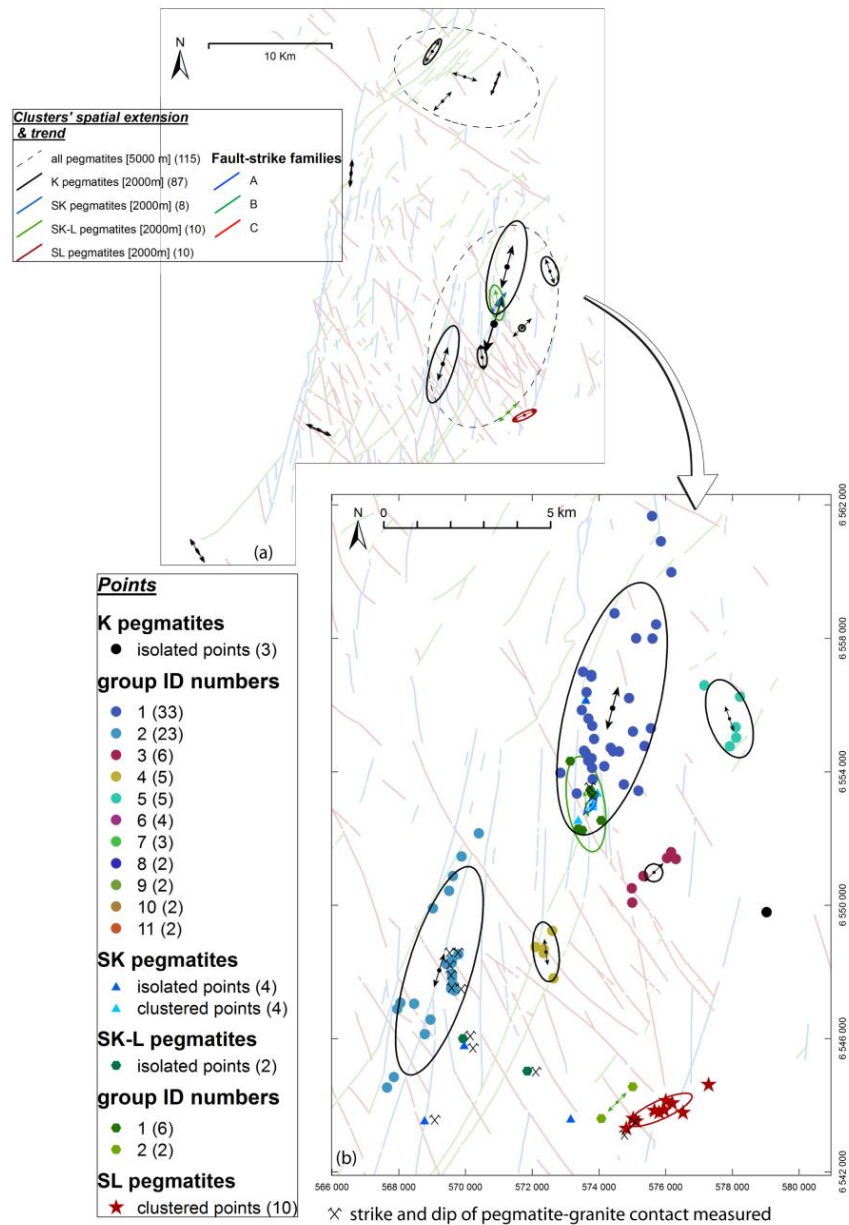 N
10 Km
Clusters' spatial extension
& trend
all pegmatites [5000 m] (115)
K pegmatites [2000m] (87)
SK pegmatites [2000m] (8)
SK-L pegmatites [2000m] (10)
SL pegmatites [2000m] (10)
Fault-strike families
A
B
C
(a)
N
0 5 km
6 562 000
6 558 000
6 554 000
6 550 000
6 546 000
6 542 000
(b)
566 000 568 000 570 000 572 000 574 000 576 000 578 000 580 000
Points
K pegmatites
isolated points (3)
group ID numbers
1 (33)
2 (23)
3 (6)
4 (5)
5 (5)
6 (4)
7 (3)
8 (2)
9 (2)
10 (2)
11 (2)
SK pegmatites
isolated points (4)
clustered points (4)
SK-L pegmatites
isolated points (2)
group ID numbers
1 (6)
2 (2)
SL pegmatites
clustered points (10)
strike and dip of pegmatite-granite contact measured